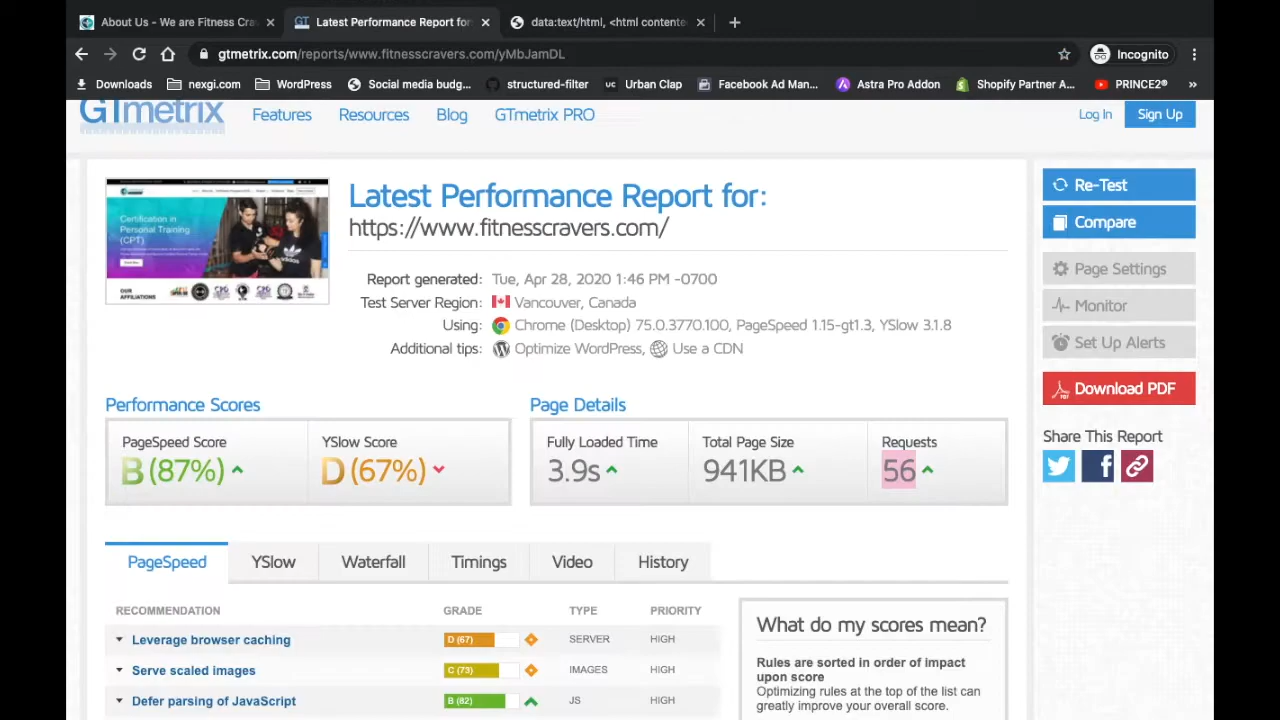 About Us - We are Fitness Cra
Latest Performance Report for
data:text/html, <html contente
gtmetrix.com/reports/www.fitnesscravers.com/yMbJamDL
Incognito
Downloads
nexgi.com
WordPress
Social media budg...
structured-filter
UC Urban Clap
Facebook Ad Man...
Astra Pro Addon
Shopify Partner A...
PRINCE2®
»
GTmetrix
Features
Resources
Blog
GTmetrix PRO
Log In
Sign Up
Certification in
Personal Training
(CPT)
OUR
AFFILIATIONS
Latest Performance Report for:
https://www.fitnesscravers.com/
Report generated: Tue, Apr 28, 2020 1:46 PM -0700
Test Server Region: Vancouver, Canada
Using: Chrome (Desktop) 75.0.3770.100, PageSpeed 1.15-gt1.3, YSlow 3.1.8
Additional tips: Optimize WordPress, Use a CDN
Re-Test
Compare
Page Settings
Monitor
Set Up Alerts
Download PDF
Share This Report
Performance Scores
PageSpeed Score
B (87%)
YSlow Score
D (67%)
Page Details
Fully Loaded Time
3.9s
Total Page Size
941KB
Requests
56
PageSpeed
YSlow
Waterfall
Timings
Video
History
RECOMMENDATION GRADE TYPE PRIORITY
Leverage browser caching D (67) SERVER HIGH
Serve scaled images C (73) IMAGES HIGH
Defer parsing of JavaScript B (82) JS HIGH
What do my scores mean?
Rules are sorted in order of impact
upon score
Optimizing rules at the top of the list can
greatly improve your overall score.